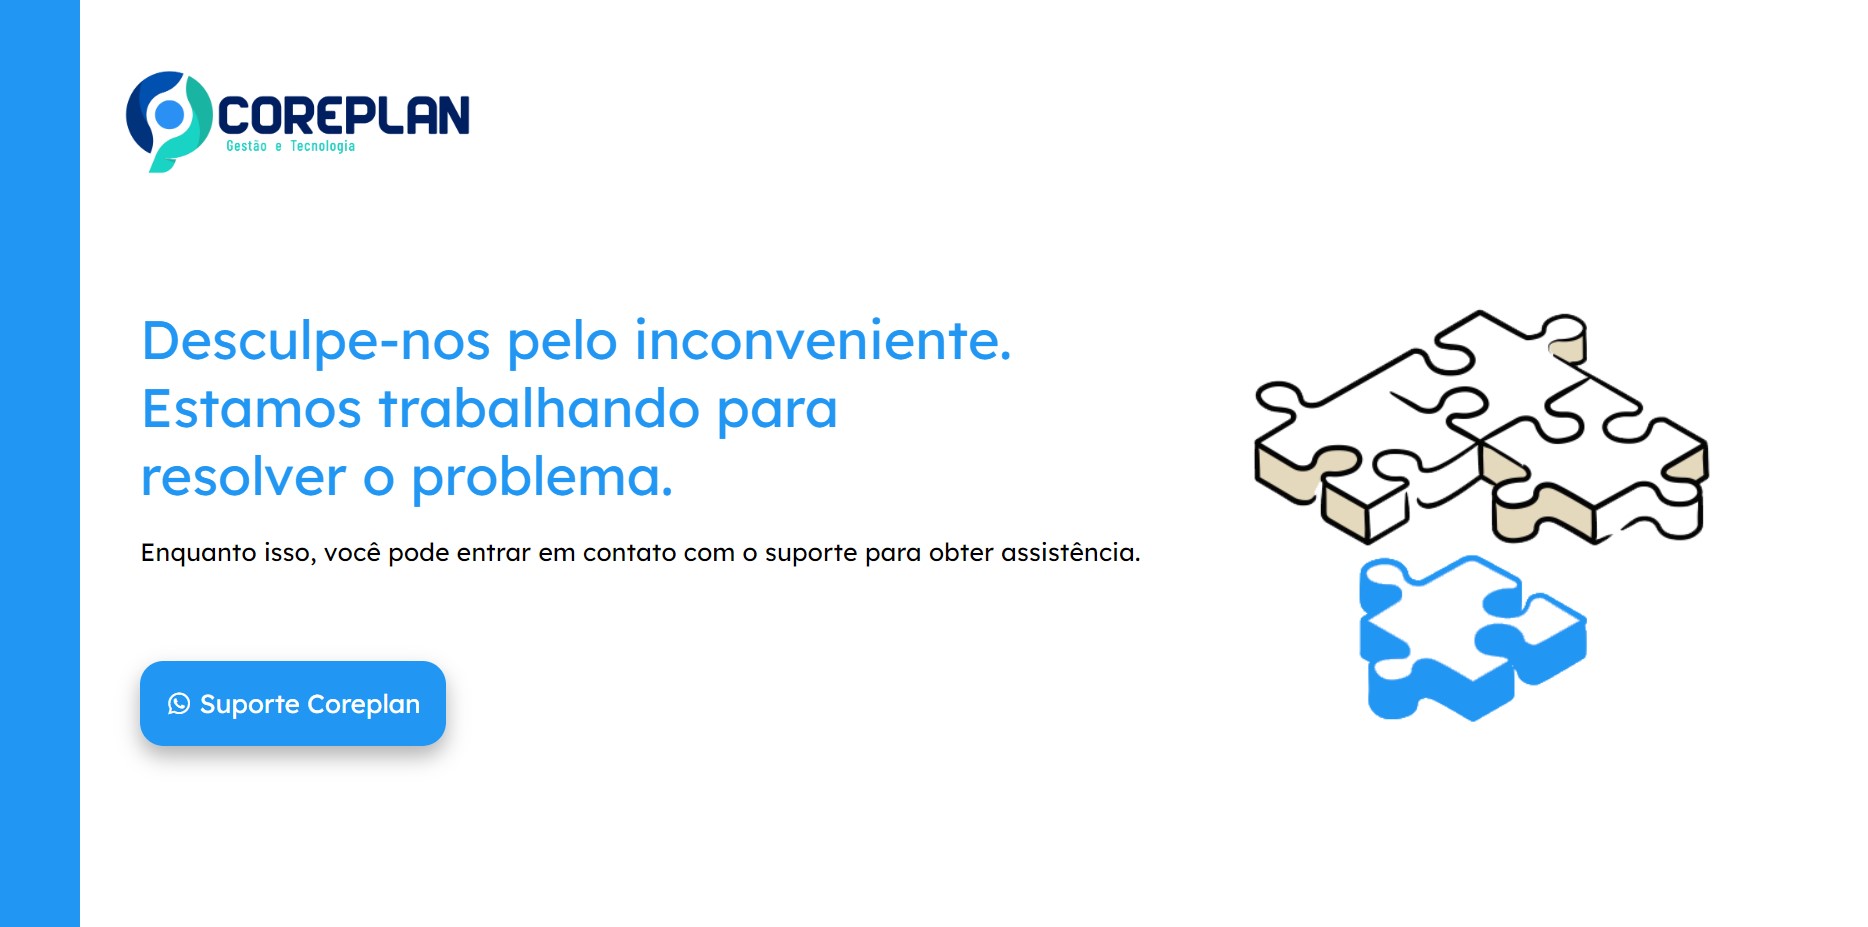 COREPLAN
Gestão e Tecnologia
Desculpe-nos pelo inconveniente.
Estamos trabalhando para
resolver o problema.
Enquanto isso, você pode entrar em contato com o suporte para obter assistência.
Suporte Coreplan